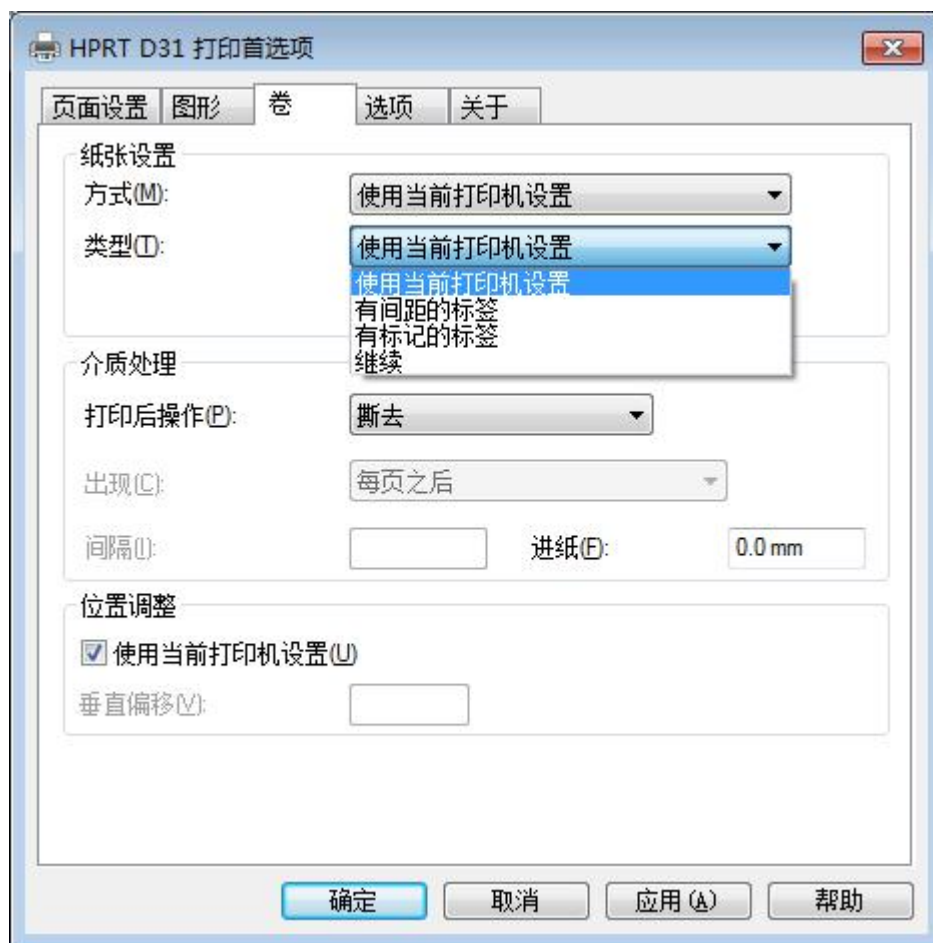 HPRT D31 打印首选项
页面设置 图形 卷 选项 关于
纸张设置
方式(M): 使用当前打印机设置
类型(T): 使用当前打印机设置
使用当前打印机设置
有间距的标签
有标记的标签
继续
介质处理
打印后操作(P): 撕去
出现(C): 每页之后
间隔(I): 进纸(F): 0.0 mm
位置调整
使用当前打印机设置(U)
垂直偏移(V):
确定 取消 应用(A) 帮助